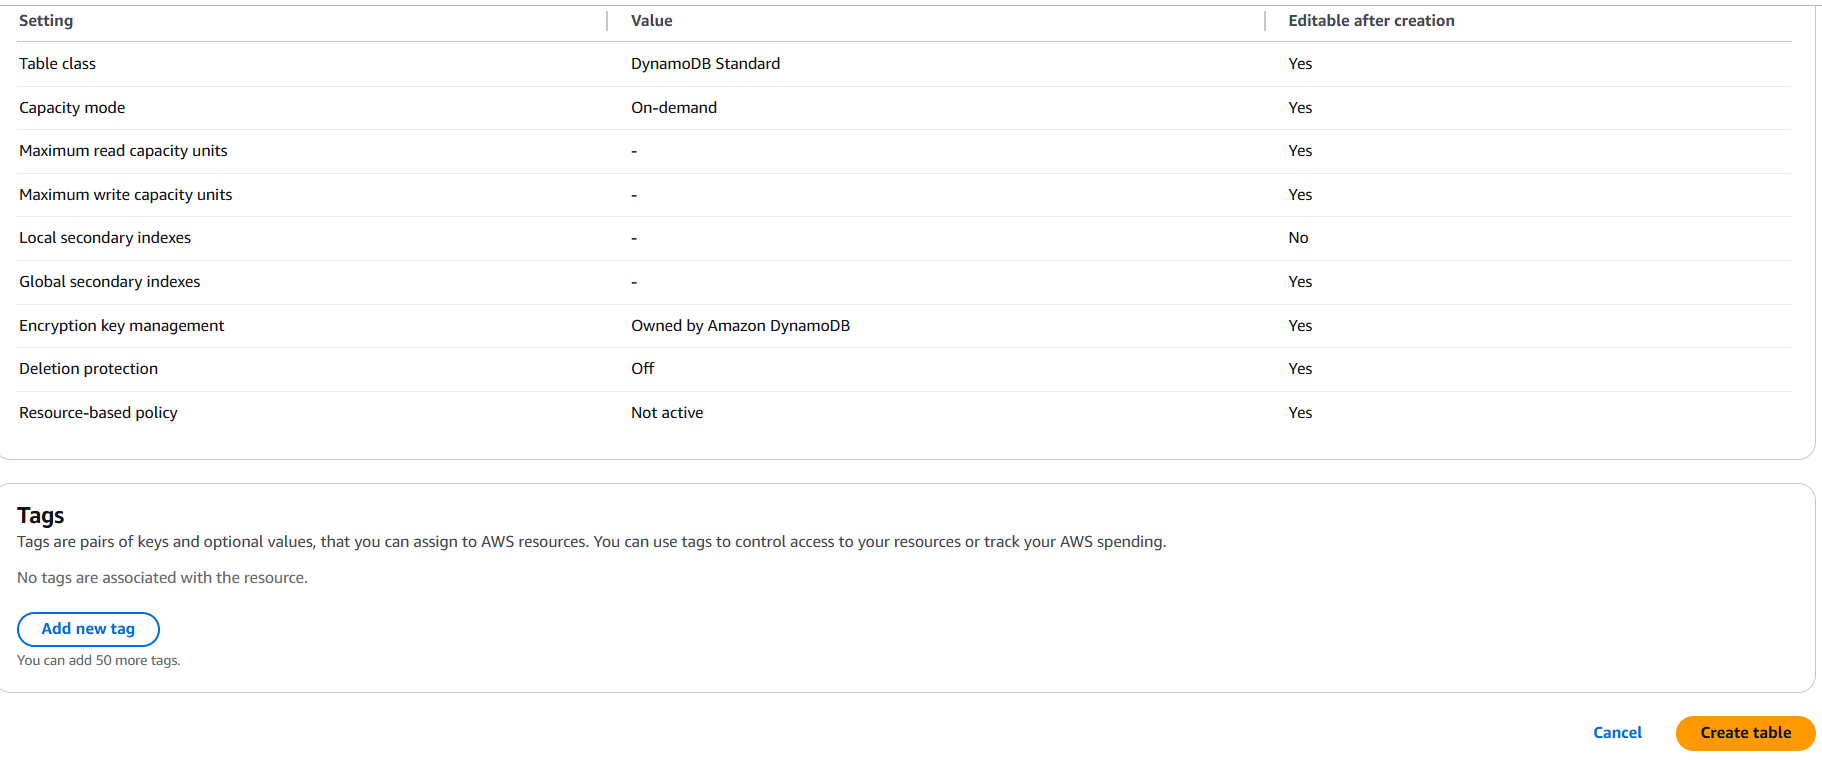 Setting Value Editable after creation
Table class DynamoDB Standard Yes
Capacity mode On-demand Yes
Maximum read capacity units - Yes
Maximum write capacity units - Yes
Local secondary indexes - No
Global secondary indexes - Yes
Encryption key management Owned by Amazon DynamoDB Yes
Deletion protection Off Yes
Resource-based policy Not active Yes
Tags
Tags are pairs of keys and optional values, that you can assign to AWS resources. You can use tags to control access to your resources or track your AWS spending.
No tags are associated with the resource.
Add new tag
You can add 50 more tags.
Cancel Create table